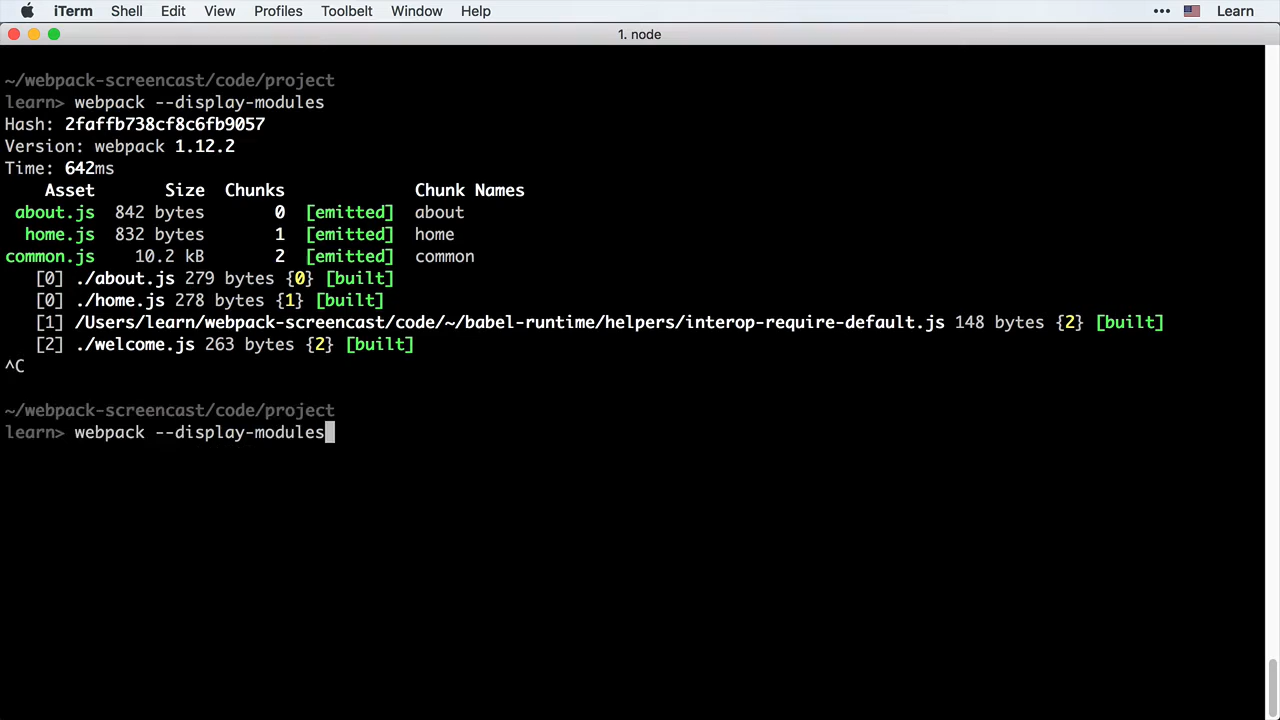 iTerm Shell Edit View Profiles Toolbelt Window Help ••• Learn
1. node
~/webpack-screencast/code/project
learn> webpack --display-modules
Hash: 2faffb738cf8c6fb9057
Version: webpack 1.12.2
Time: 642ms
Asset Size Chunks Chunk Names
about.js 842 bytes 0 [emitted] about
home.js 832 bytes 1 [emitted] home
common.js 10.2 kB 2 [emitted] common
[0] ./about.js 279 bytes {0} [built]
[0] ./home.js 278 bytes {1} [built]
[1] /Users/learn/webpack-screencast/code/~/babel-runtime/helpers/interop-require-default.js 148 bytes {2} [built]
[2] ./welcome.js 263 bytes {2} [built]
^C
~/webpack-screencast/code/project
learn> webpack --display-modules